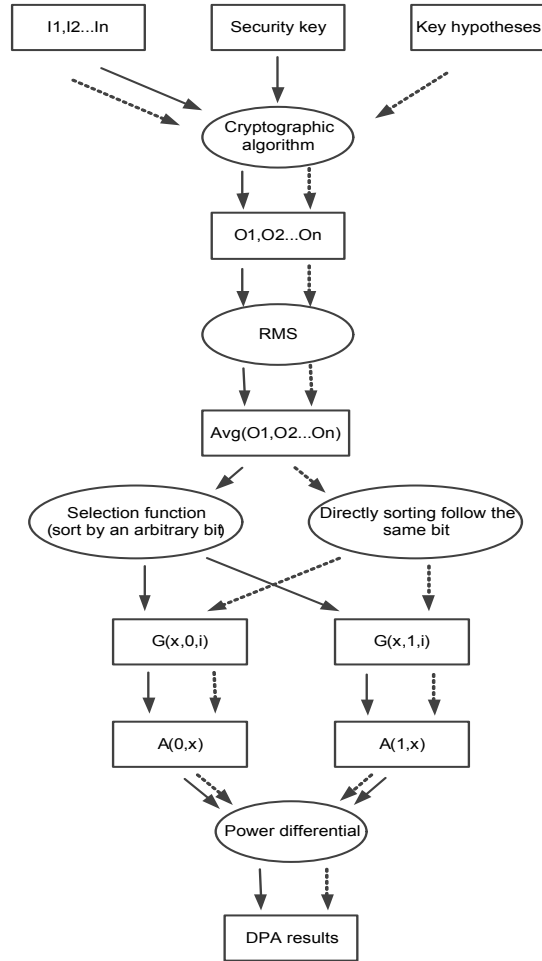 I1,I2...In
Security key
Key hypotheses
Cryptographic
algorithm
O1,O2...On
RMS
Avg(O1,O2...On)
Selection function
(sort by an arbitrary bit)
Directly sorting follow the
same bit
G(x,0,i)
G(x,1,i)
A(0,x)
A(1,x)
Power differential
DPA results